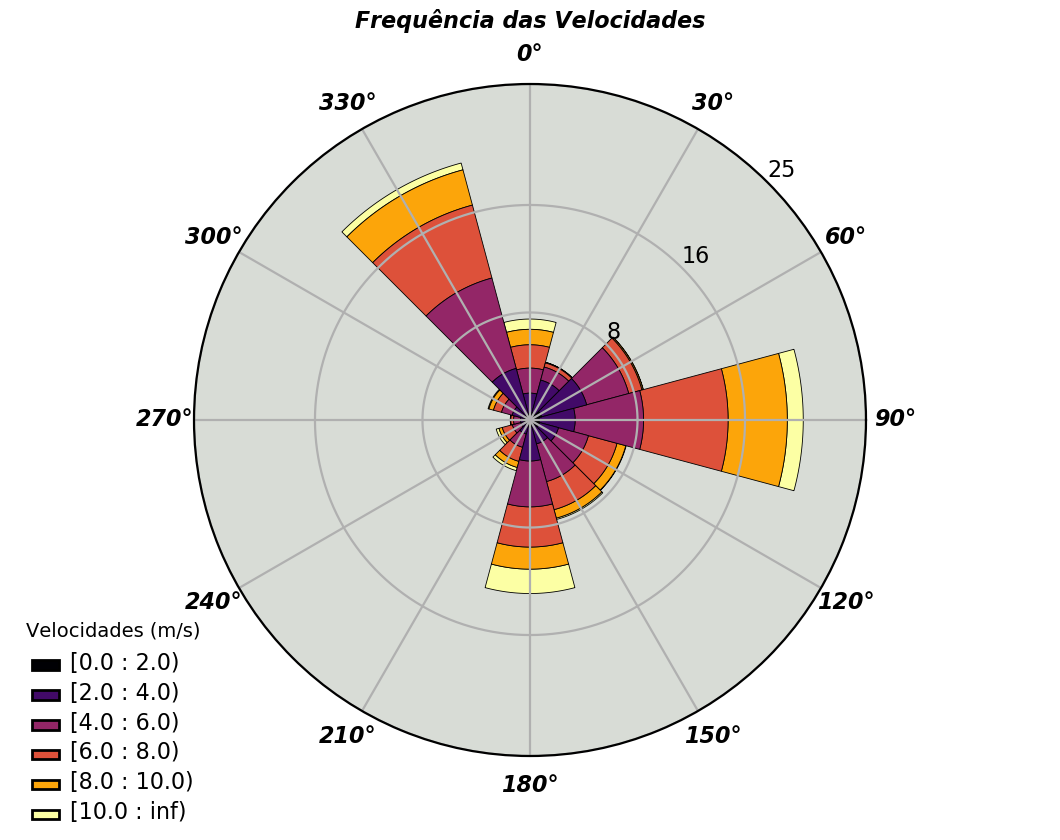 Frequência das Velocidades
0°
330°
30°
25
300°
60°
16
8
270°
90°
240°
120°
Velocidades (m/s)
[0.0 : 2.0)
[2.0 : 4.0)
[4.0 : 6.0)
[6.0 : 8.0)
[8.0 : 10.0)
[10.0 : inf)
210°
150°
180°